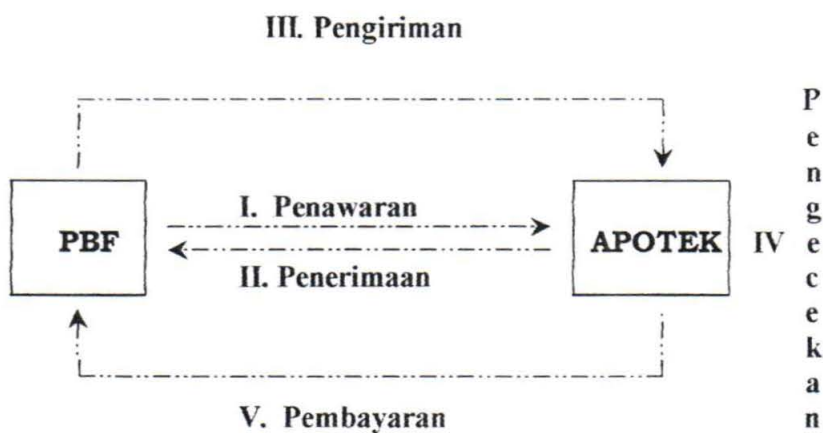 III. Pengiriman
I. Penawaran
PBF
APOTEK
IV
Pengecekan
II. Penerimaan
V. Pembayaran